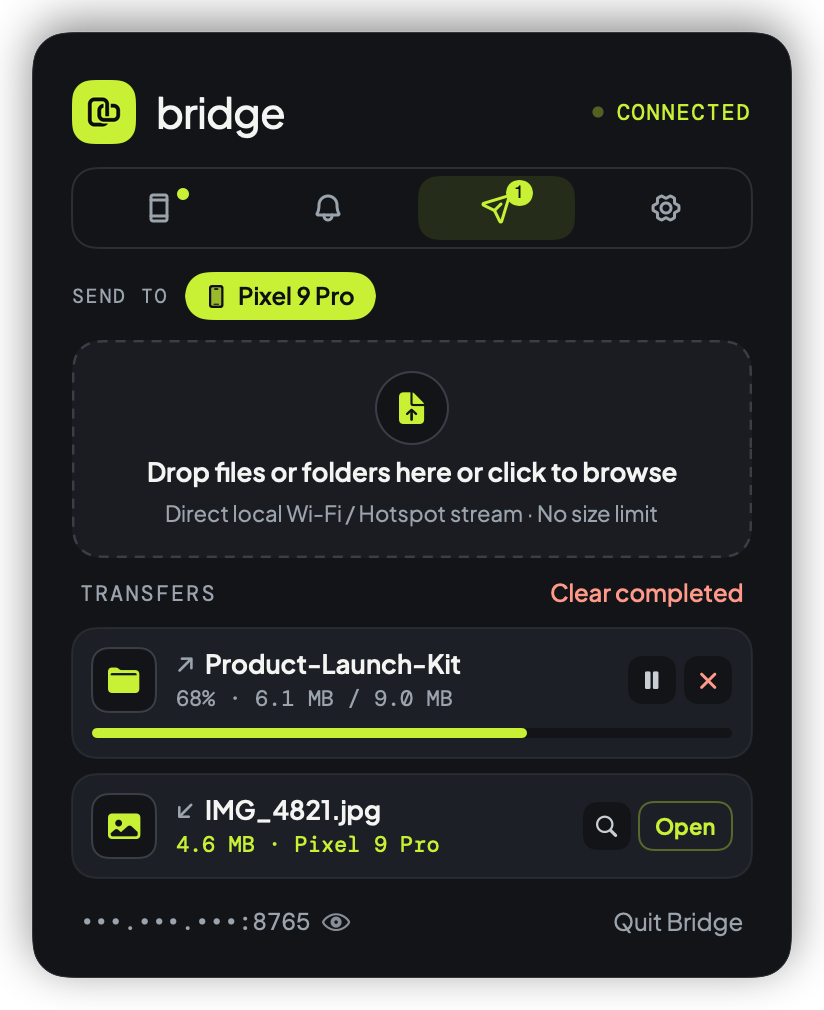 bridge
CONNECTED
1
SEND TO
Pixel 9 Pro
Drop files or folders here or click to browse
Direct local Wi-Fi / Hotspot stream · No size limit
TRANSFERS
Clear completed
Product-Launch-Kit
68% · 6.1 MB / 9.0 MB
IMG_4821.jpg
4.6 MB · Pixel 9 Pro
Open
•••.•••.•••:8765
Quit Bridge